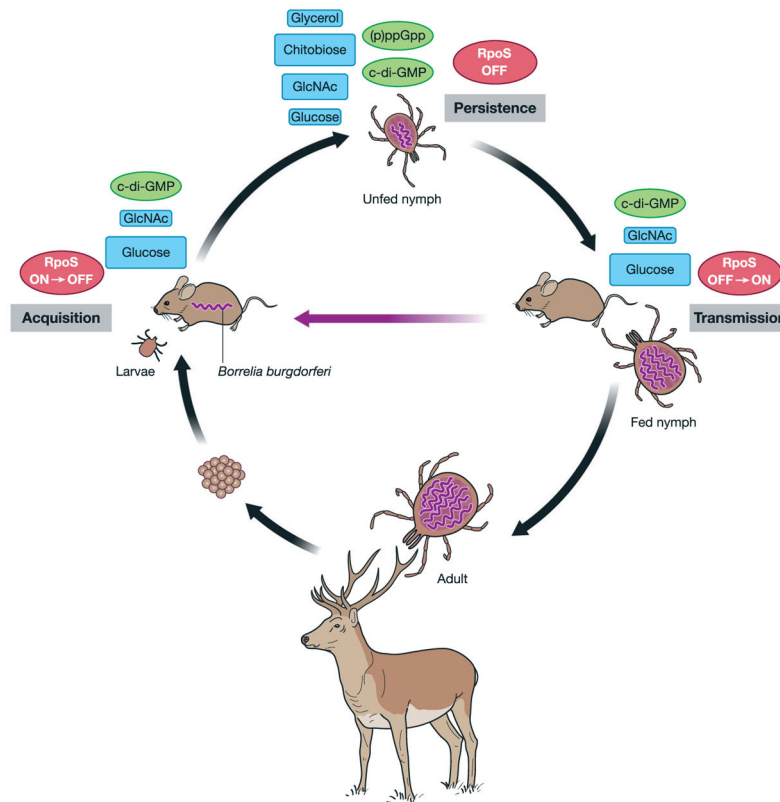 Glycerol
Chitobiose
GlcNAc
Glucose
(p)ppGpp
c-di-GMP
RpoS
OFF
Persistence
Unfed nymph
c-di-GMP
GlcNAc
Glucose
RpoS
ON→OFF
Acquisition
Larvae
Borrelia burgdorferi
c-di-GMP
GlcNAc
Glucose
RpoS
OFF→ON
Transmission
Fed nymph
Adult